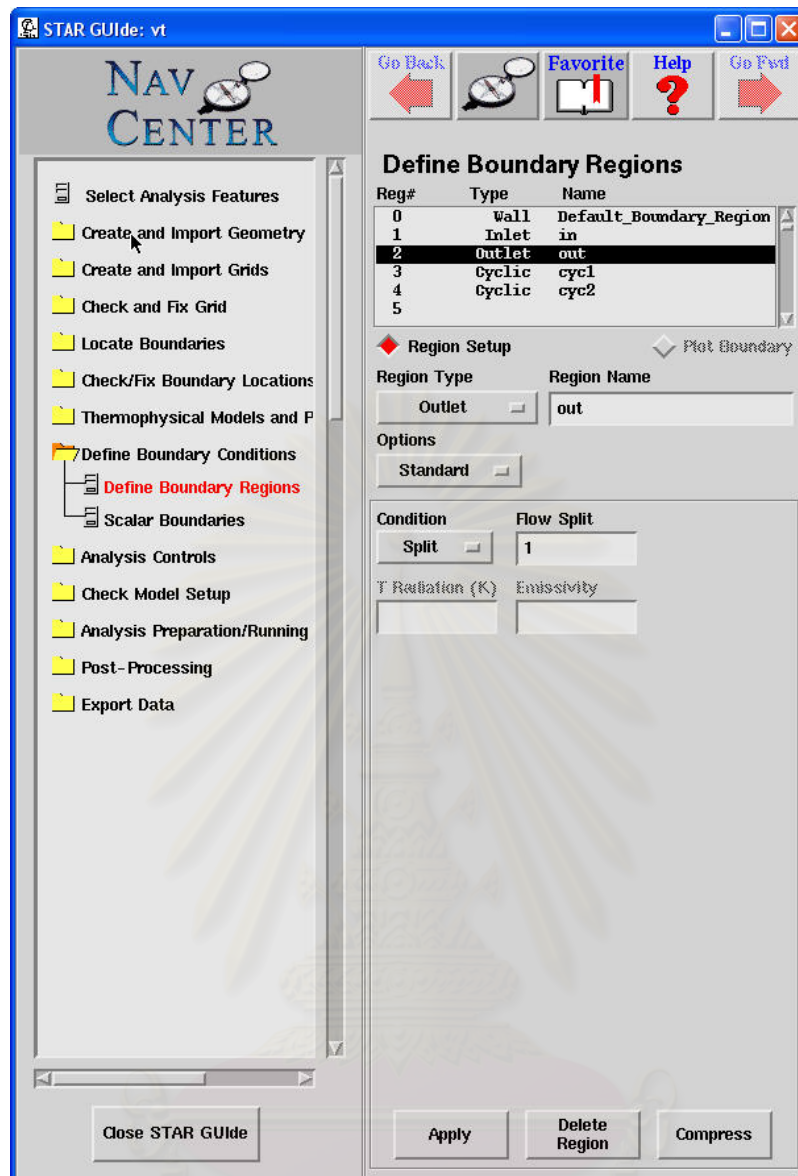 STAR GUIde: vt
NAV
CENTER
Select Analysis Features
Create and Import Geometry
Create and Import Grids
Check and Fix Grid
Locate Boundaries
Check/Fix Boundary Locations
Thermophysical Models and P
Define Boundary Conditions
Define Boundary Regions
Scalar Boundaries
Analysis Controls
Check Model Setup
Analysis Preparation/Running
Post-Processing
Export Data
Close STAR GUIde
Go Back Favorite Help Go Fwd
Define Boundary Regions
Reg# Type Name
0 Wall Default_Boundary_Region
1 Inlet in
2 Outlet out
3 Cyclic cyc1
4 Cyclic cyc2
5
Region Setup Plot Boundary
Region Type Region Name
Outlet out
Options
Standard
Condition Flow Split
Split 1
T Radiation (K) Emissivity
Apply Delete Region Compress